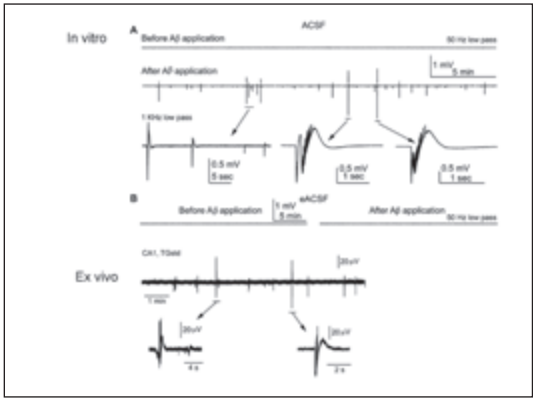 A
ACSF
In vitro
Before Aβ application
50 Hz low pass
1 mV
5 min
After Aβ application
1 KHz low pass
0.5 mV
5 sec
0.5 mV
1 sec
0.5 mV
1 sec
B
eACSF
Before Aβ application
1 mV
5 min
After Aβ application
50 Hz low pass
CA1,
20 uV
Ex vivo
1 min
20 uV
4 s
20 uV
2 s